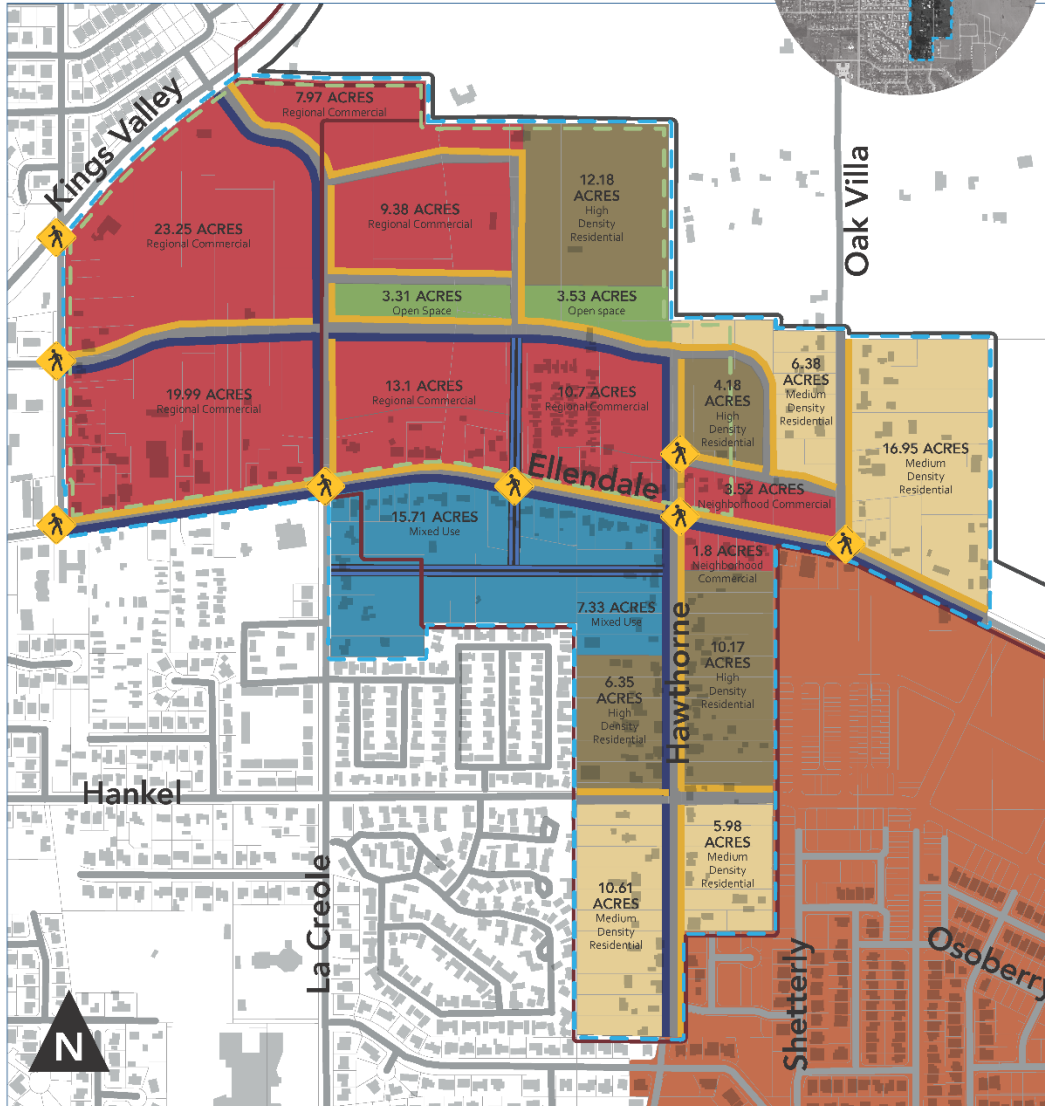 Kings Valley
7.97 ACRES
Regional Commercial
23.25 ACRES
Regional Commercial
9.38 ACRES
Regional Commercial
12.18
ACRES
High
Density
Residential
Oak Villa
3.31 ACRES
Open Space
3.53 ACRES
Open space
19.99 ACRES
Regional Commercial
13.1 ACRES
Regional Commercial
10.7 ACRES
Regional Commercial
4.18
ACRES
High
Density
Residential
6.38
ACRES
Medium
Density
Residential
16.95 ACRES
Medium
Density
Residential
Ellendale
3.52 ACRES
Neighborhood Commercial
15.71 ACRES
Mixed Use
1.8 ACRES
Neighborhood
Commercial
7.33 ACRES
Mixed Use
Hawthorne
10.17
ACRES
High
Density
Residential
6.35
ACRES
High
Density
Residential
Hankel
La Creole
5.98
ACRES
Medium
Density
Residential
10.61
ACRES
Medium
Density
Residential
Shetterly
Osoberry
N